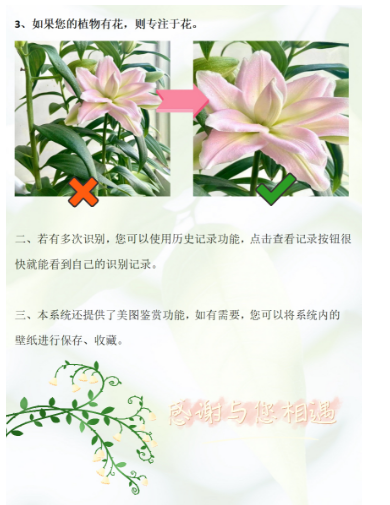 3、如果您的植物有花，则专注于花。
二、若有多次识别，您可以使用历史记录功能，点击查看记录按钮很
快就能看到自己的识别记录。
三、本系统还提供了美图鉴赏功能，如有需要，您可以将系统内的
壁纸进行保存、收藏。
感谢与您相遇